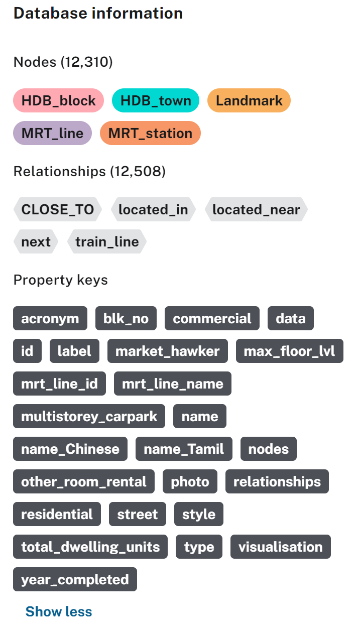 Database information
Nodes (12,310)
HDB_block HDB_town Landmark
MRT_line MRT_station
Relationships (12,508)
CLOSE_TO located_in located_near
next train_line
Property keys
acronym blk_no commercial data
id label market_hawker max_floor_lvl
mrt_line_id mrt_line_name
multistorey_carpark name
name_Chinese name_Tamil nodes
other_room_rental photo relationships
residential street style
total_dwelling_units type visualisation
year_completed
Show less